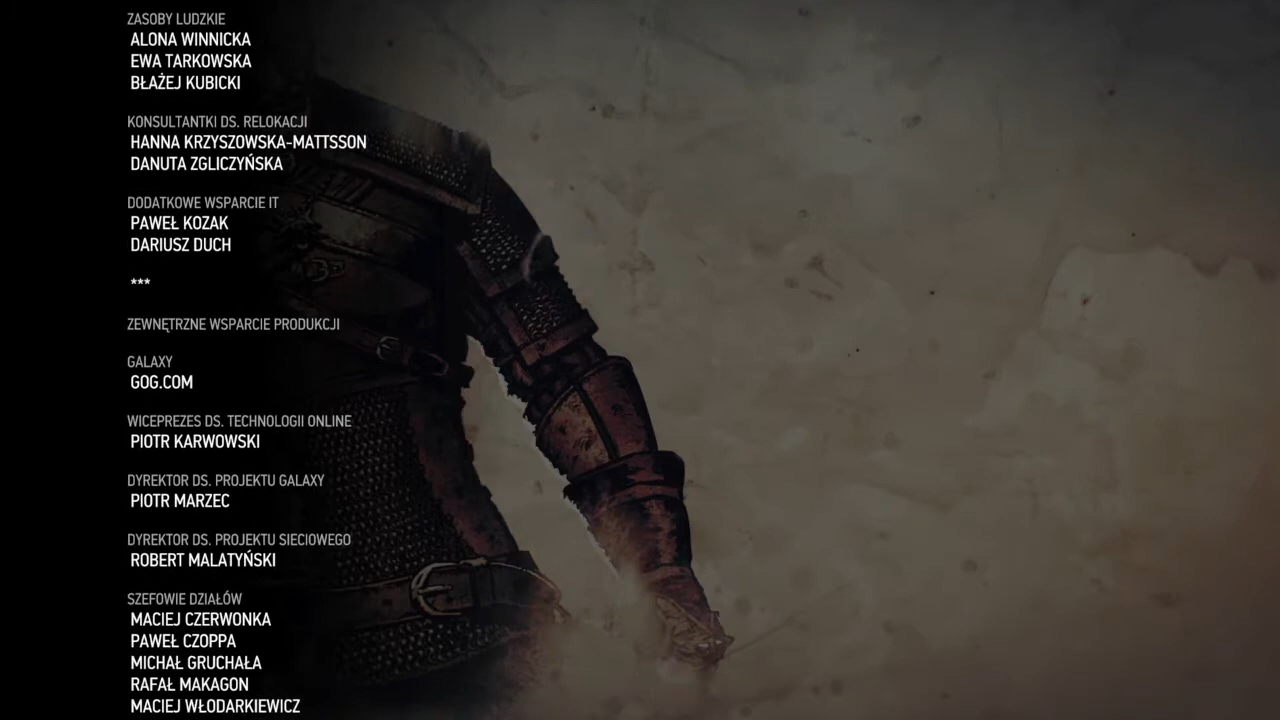 ZASOBY LUDZKIE
ALONA WINNICKA
EWA TARKOWSKA
BŁAŻEJ KUBICKI
KONSULTANTKI DS. RELOKACJI
HANNA KRZYSZOWSKA-MATTSSON
DANUTA ZGLICZYŃSKA
DODATKOWE WSPARCIE IT
PAWEŁ KOZAK
DARIUSZ DUCH
***
ZEWNĘTRZNE WSPARCIE PRODUKCJI
GALAXY
GOG.COM
WICEPREZES DS. TECHNOLOGII ONLINE
PIOTR KARWOWSKI
DYREKTOR DS. PROJEKTU GALAXY
PIOTR MARZEC
DYREKTOR DS. PROJEKTU SIECIOWEGO
ROBERT MALATYŃSKI
SZEFOWIE DZIAŁÓW
MACIEJ CZERWONKA
PAWEŁ CZOPPA
MICHAŁ GRUCHAŁA
RAFAŁ MAKAGON
MACIEJ WŁODARKIEWICZ